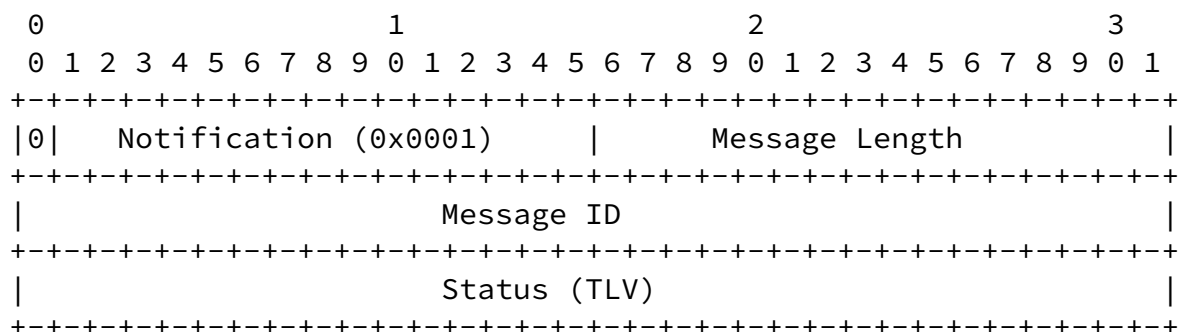 0                   1                   2                   3
 0 1 2 3 4 5 6 7 8 9 0 1 2 3 4 5 6 7 8 9 0 1 2 3 4 5 6 7 8 9 0 1
+-+-+-+-+-+-+-+-+-+-+-+-+-+-+-+-+-+-+-+-+-+-+-+-+-+-+-+-+-+-+-+-+
|0|   Notification (0x0001)     |      Message Length           |
+-+-+-+-+-+-+-+-+-+-+-+-+-+-+-+-+-+-+-+-+-+-+-+-+-+-+-+-+-+-+-+-+
|                       Message ID                              |
+-+-+-+-+-+-+-+-+-+-+-+-+-+-+-+-+-+-+-+-+-+-+-+-+-+-+-+-+-+-+-+-+
|                       Status (TLV)                            |
+-+-+-+-+-+-+-+-+-+-+-+-+-+-+-+-+-+-+-+-+-+-+-+-+-+-+-+-+-+-+-+-+